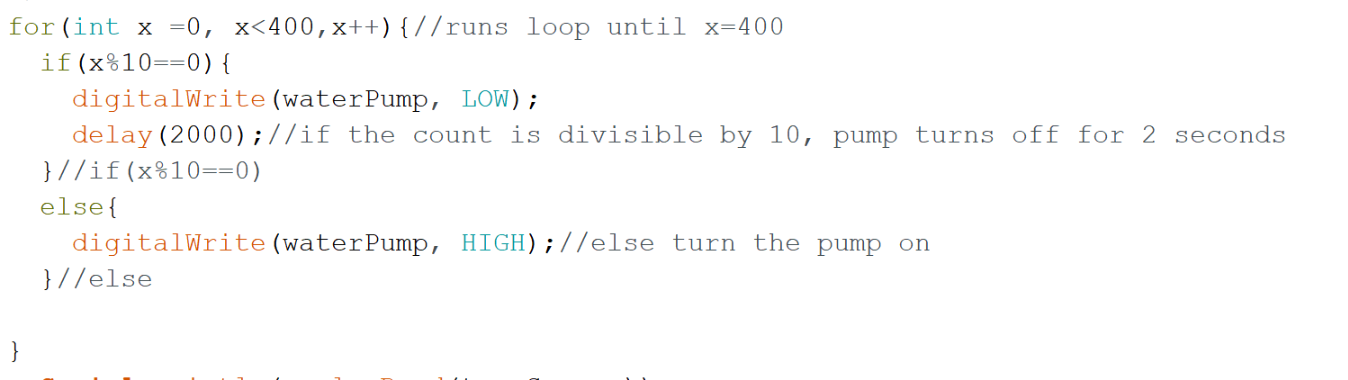 for(int x =0, x<400,x++){//runs loop until x=400
if(x%10==0){
digitalWrite(waterPump, LOW);
delay(2000);//if the count is divisible by 10, pump turns off for 2 seconds
}//if(x%10==0)
else{
digitalWrite(waterPump, HIGH);//else turn the pump on
}//else
}